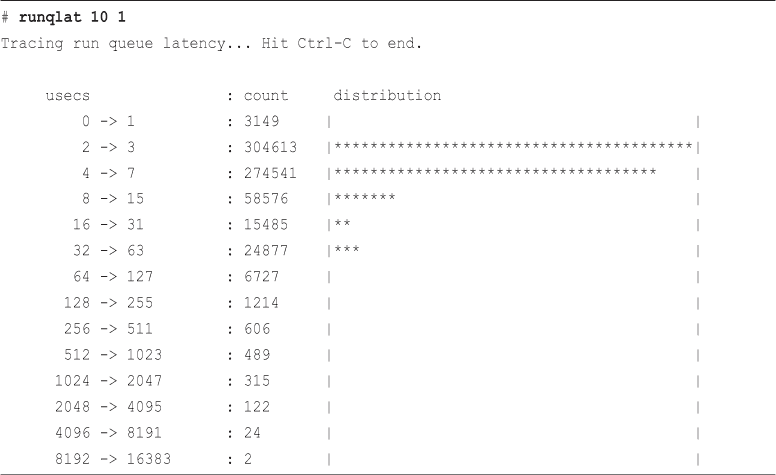 # runqlat 10 1
Tracing run queue latency... Hit Ctrl-C to end.
     usecs               : count     distribution
         0 -> 1          : 3149     |                                        |
         2 -> 3          : 304613   |****************************************|
         4 -> 7          : 274541   |************************************    |
         8 -> 15         : 58576    |*******                                 |
        16 -> 31         : 15485    |**                                      |
        32 -> 63         : 24877    |***                                     |
        64 -> 127        : 6727     |                                        |
       128 -> 255        : 1214     |                                        |
       256 -> 511        : 606      |                                        |
       512 -> 1023       : 489      |                                        |
      1024 -> 2047       : 315      |                                        |
      2048 -> 4095       : 122      |                                        |
      4096 -> 8191       : 24       |                                        |
      8192 -> 16383      : 2        |                                        |